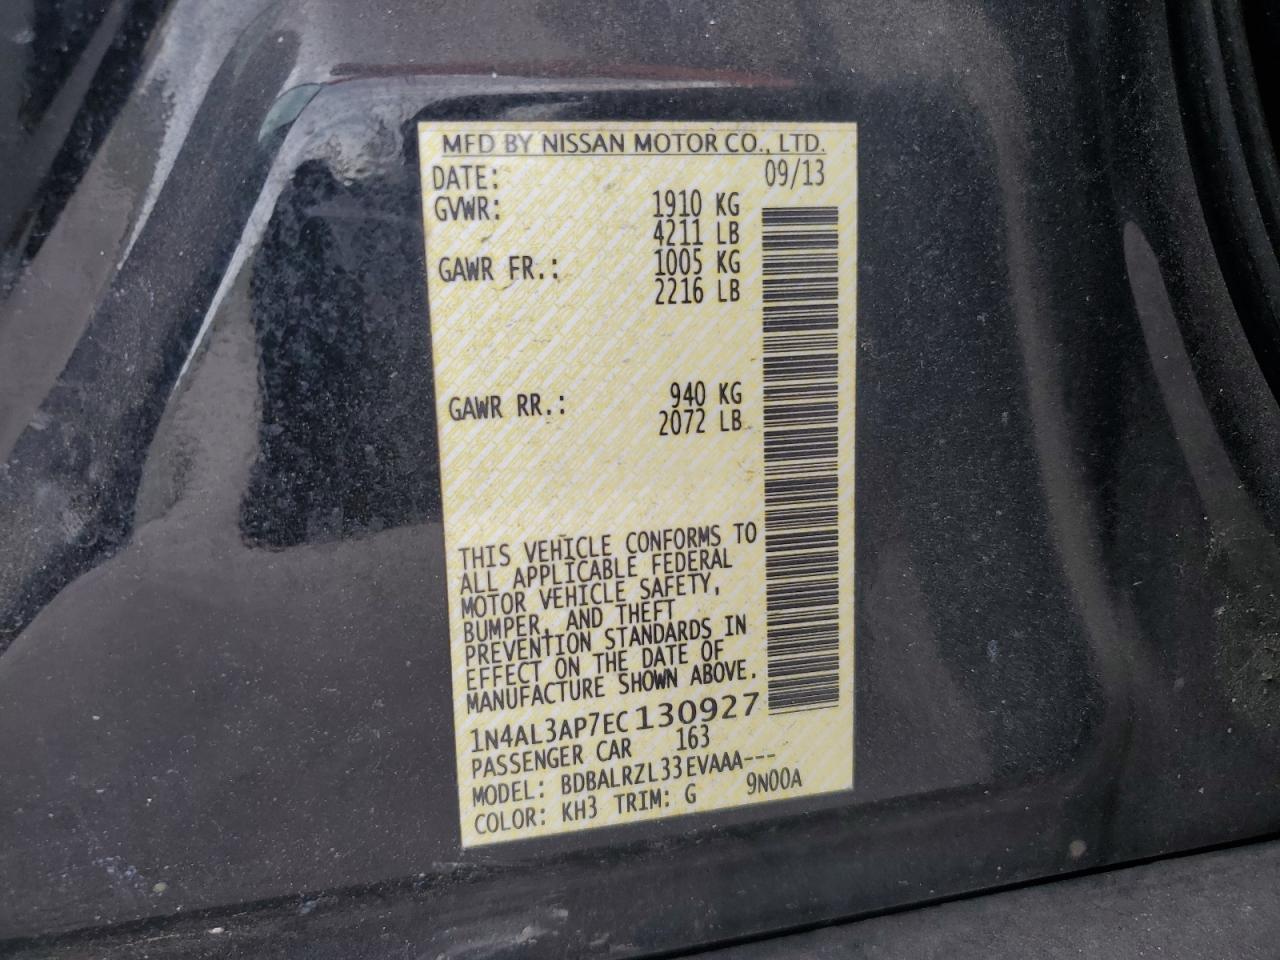 MFD BY NISSAN MOTOR CO., LTD.
DATE: 09/13
GVWR: 1910 KG
4211 LB
GAWR FR.: 1005 KG
2216 LB
GAWR RR.: 940 KG
2072 LB
THIS VEHICLE CONFORMS TO
ALL APPLICABLE FEDERAL
MOTOR VEHICLE SAFETY,
BUMPER, AND THEFT
PREVENTION STANDARDS IN
EFFECT ON THE DATE OF
MANUFACTURE SHOWN ABOVE.
1N4AL3AP7EC130927
PASSENGER CAR 163
MODEL: BDBALRZL33EVAAA---
COLOR: KH3 TRIM: G 9N00A